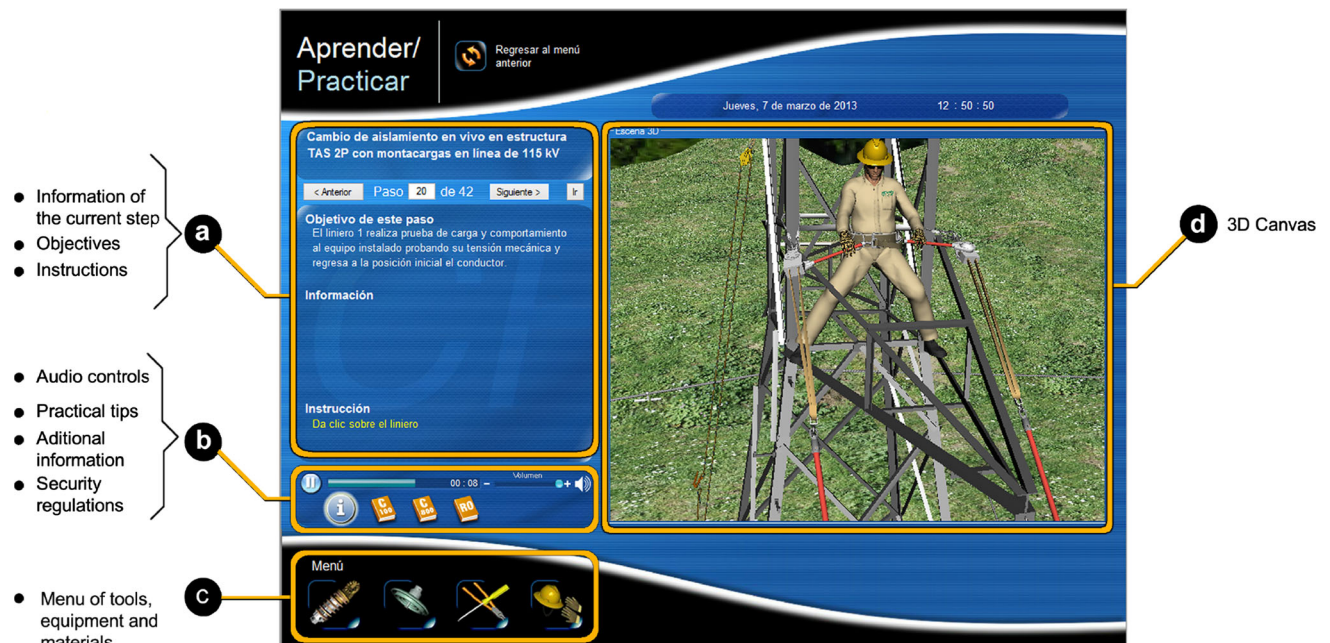 Aprender/
Practicar
Regresar al menú
anterior
Jueves, 7 de marzo de 2013 12 : 50 : 50
Cambio de aislamiento en vivo en estructura
TAS 2P con montacargas en linea de 115 kV
< Anterior Paso 20 de 42 Siguiente > Ir
Objetivo de este paso
El liniero 1 realiza prueba de carga y comportamiento
al equipo instalado probando su tensión mecánica y
regresa a la posición inicial el conductor.
Información
Instrucción
Da clic sobre el liniero
00 : 08 - Volumen +
i C 100 C 800 RO
Menú
Escena 3D
● Information of
the current step
● Objectives
● Instructions
a
● Audio controls
● Practical tips
● Aditional
information
● Security
regulations
b
● Menu of tools,
equipment and
materials
c
d 3D Canvas